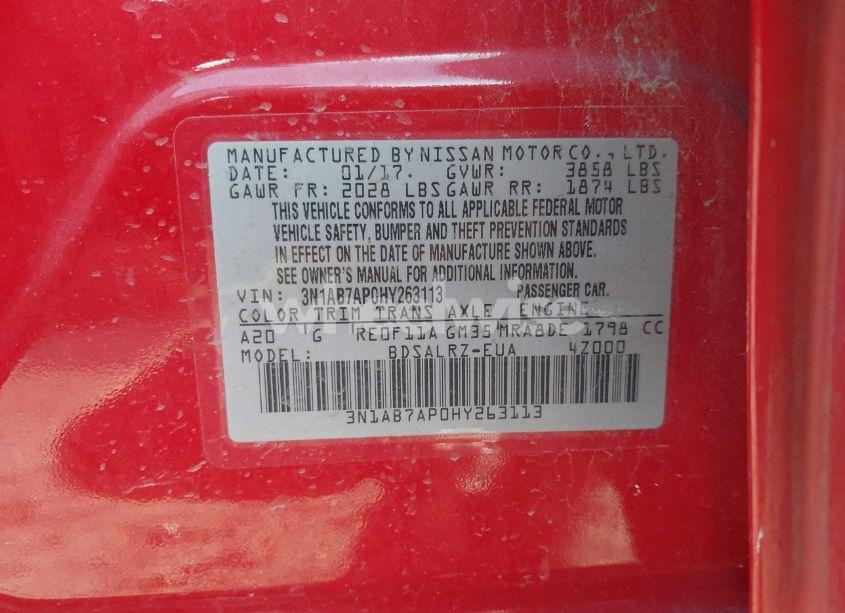 MANUFACTURED BY NISSAN MOTOR CO., LTD.
DATE: 01/17. GVWR: 3858 LBS
GAWR FR: 2028 LBS GAWR RR: 1874 LBS
THIS VEHICLE CONFORMS TO ALL APPLICABLE FEDERAL MOTOR
VEHICLE SAFETY, BUMPER AND THEFT PREVENTION STANDARDS
IN EFFECT ON THE DATE OF MANUFACTURE SHOWN ABOVE.
SEE OWNER'S MANUAL FOR ADDITIONAL INFORMATION.
VIN: 3N1AB7AP0HY263113 PASSENGER CAR.
COLOR TRIM TRANS AXLE ENGINE
A20 G RE0F11A GM35 MRA8DE 1798 CC
MODEL: BDSALRZ-EUA 4Z000
3N1AB7AP0HY263113